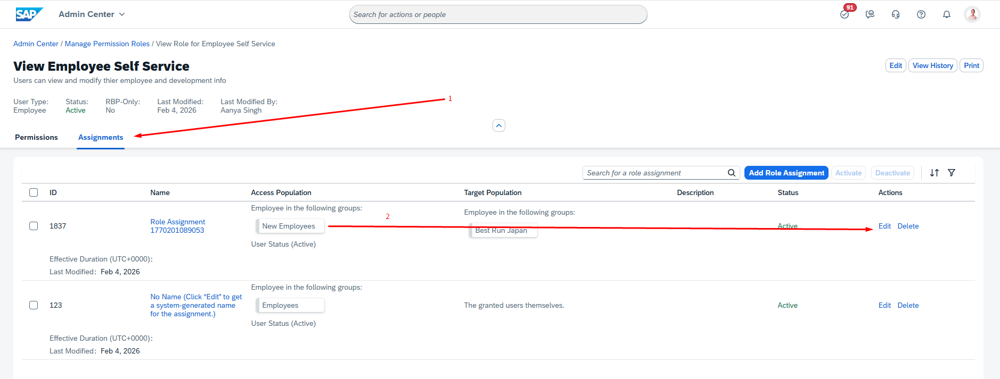 SAP
Admin Center
Search for actions or people
91
Admin Center / Manage Permission Roles / View Role for Employee Self Service
View Employee Self Service
Edit
View History
Print
Users can view and modify thier employee and development info
User Type:
Employee
Status:
Active
RBP-Only:
No
Last Modified:
Feb 4, 2026
Last Modified By:
Aanya Singh
1
Permissions
Assignments
Search for a role assignment
Add Role Assignment
Activate
Deactivate
ID
Name
Access Population
Target Population
Description
Status
Actions
1837
Role Assignment
1770201089053
Employee in the following groups:
New Employees
User Status (Active)
2
Employee in the following groups:
Best Run Japan
Active
Edit
Delete
Effective Duration (UTC+0000):
Last Modified: Feb 4, 2026
123
No Name (Click “Edit” to get
a system-generated name
for the assignment.)
Employee in the following groups:
Employees
User Status (Active)
The granted users themselves.
Active
Edit
Delete
Effective Duration (UTC+0000):
Last Modified: Feb 4, 2026